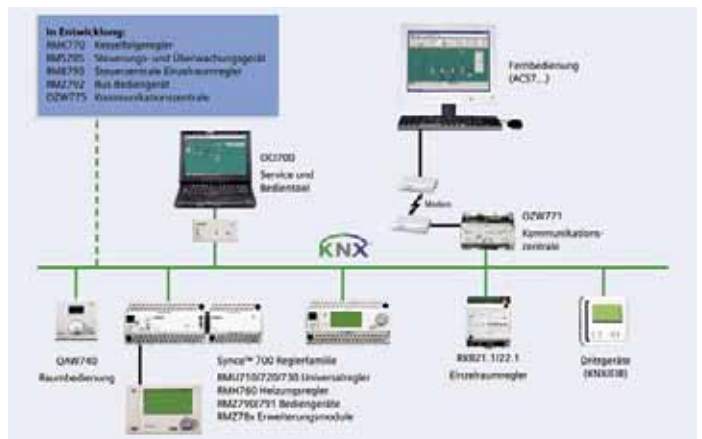 In Entwicklung:
RMK770 Kesselfolgeregler
RMS705 Steuerungs- und Überwachungsgerät
RMB795 Steuerzentrale Einzelraumregler
RMZ792 Bus Bediengerät
OZW775 Kommunikationszentrale
Fernbedienung
(ACS7...)
OCI700
Service und
Bedientool
Modem
OZW771
Kommunikations-
zentrale
KNX
QAW740
Raumbedienung
Synco™ 700 Reglerfamilie
RMU710/720/730 Universalregler
RMH760 Heizungsregler
RMZ790/791 Bediengeräte
RMZ78x Erweiterungsmodule
RXB21.1/22.1
Einzelraumregler
Drittgeräte
(KNX/EIB)